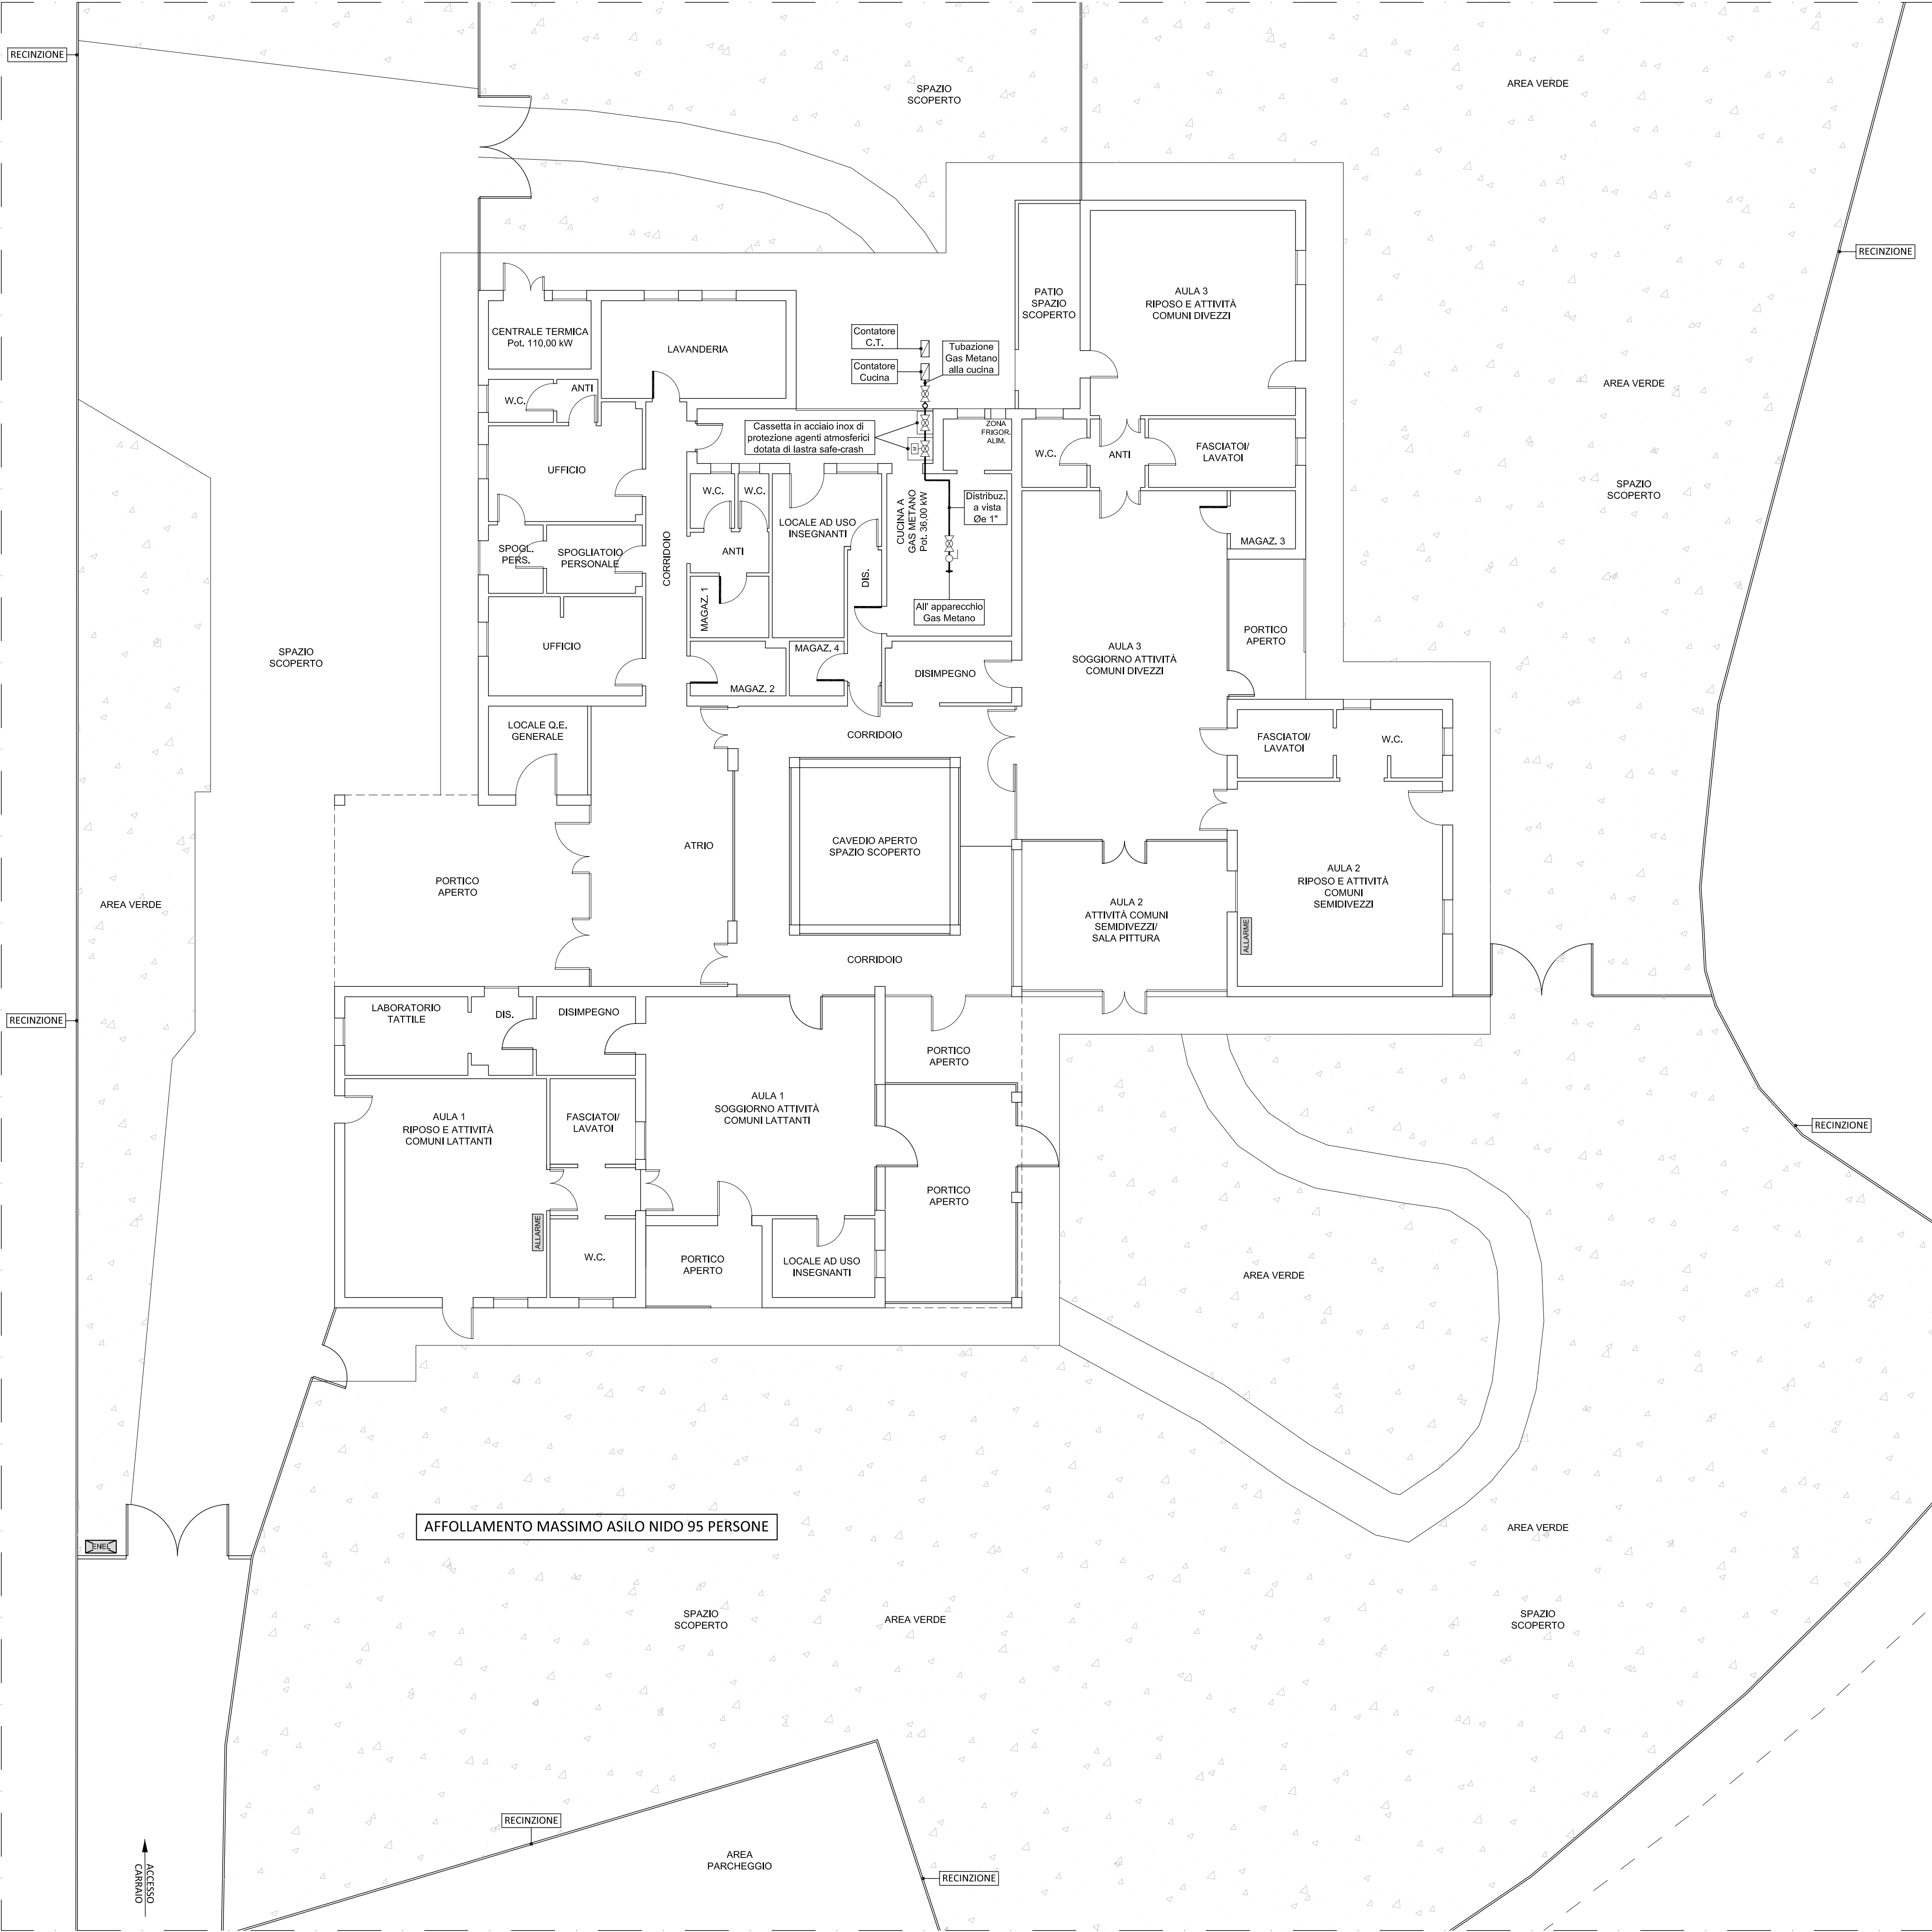 RECINZIONE
SPAZIO
SCOPERTO
AREA VERDE
RECINZIONE
PATIO
SPAZIO
SCOPERTO
AULA 3
RIPOSO E ATTIVITÀ
COMUNI DIVEZZI
CENTRALE TERMICA
Pot. 110,00 kW
LAVANDERIA
Contatore
C.T.
Contatore
Cucina
Tubazione
Gas Metano
alla cucina
AREA VERDE
W.C.
ANTI
Cassetta in acciaio inox di
protezione agenti atmosferici
dotata di lastra safe-crash
M
ZONA
FRIGOR.
ALIM.
W.C.
ANTI
FASCIATOI/
LAVATOI
UFFICIO
SPAZIO
SCOPERTO
W.C.
W.C.
LOCALE AD USO
INSEGNANTI
CUCINA A
GAS METANO
Pot. 36,00 kW
Distribuz.
a vista
Øe 1"
MAGAZ. 3
SPOGL.
PERS.
SPOGLIATOIO
PERSONALE
CORRIDOIO
ANTI
DIS.
MAGAZ. 1
All' apparecchio
Gas Metano
PORTICO
APERTO
SPAZIO
SCOPERTO
UFFICIO
MAGAZ. 4
AULA 3
SOGGIORNO ATTIVITÀ
COMUNI DIVEZZI
DISIMPEGNO
MAGAZ. 2
LOCALE Q.E.
GENERALE
CORRIDOIO
FASCIATOI/
LAVATOI
W.C.
ATRIO
CAVEDIO APERTO
SPAZIO SCOPERTO
PORTICO
APERTO
AULA 2
RIPOSO E ATTIVITÀ
COMUNI
SEMIDIVEZZI
AREA VERDE
AULA 2
ATTIVITÀ COMUNI
SEMIDIVEZZI/
SALA PITTURA
ALLARME
CORRIDOIO
RECINZIONE
LABORATORIO
TATTILE
DIS.
DISIMPEGNO
PORTICO
APERTO
AULA 1
SOGGIORNO ATTIVITÀ
COMUNI LATTANTI
AULA 1
RIPOSO E ATTIVITÀ
COMUNI LATTANTI
FASCIATOI/
LAVATOI
RECINZIONE
PORTICO
APERTO
ALLARME
W.C.
PORTICO
APERTO
LOCALE AD USO
INSEGNANTI
AREA VERDE
AFFOLLAMENTO MASSIMO ASILO NIDO 95 PERSONE
AREA VERDE
ENEL
SPAZIO
SCOPERTO
AREA VERDE
SPAZIO
SCOPERTO
RECINZIONE
AREA
PARCHEGGIO
RECINZIONE
ACCESSO
CARRAIO